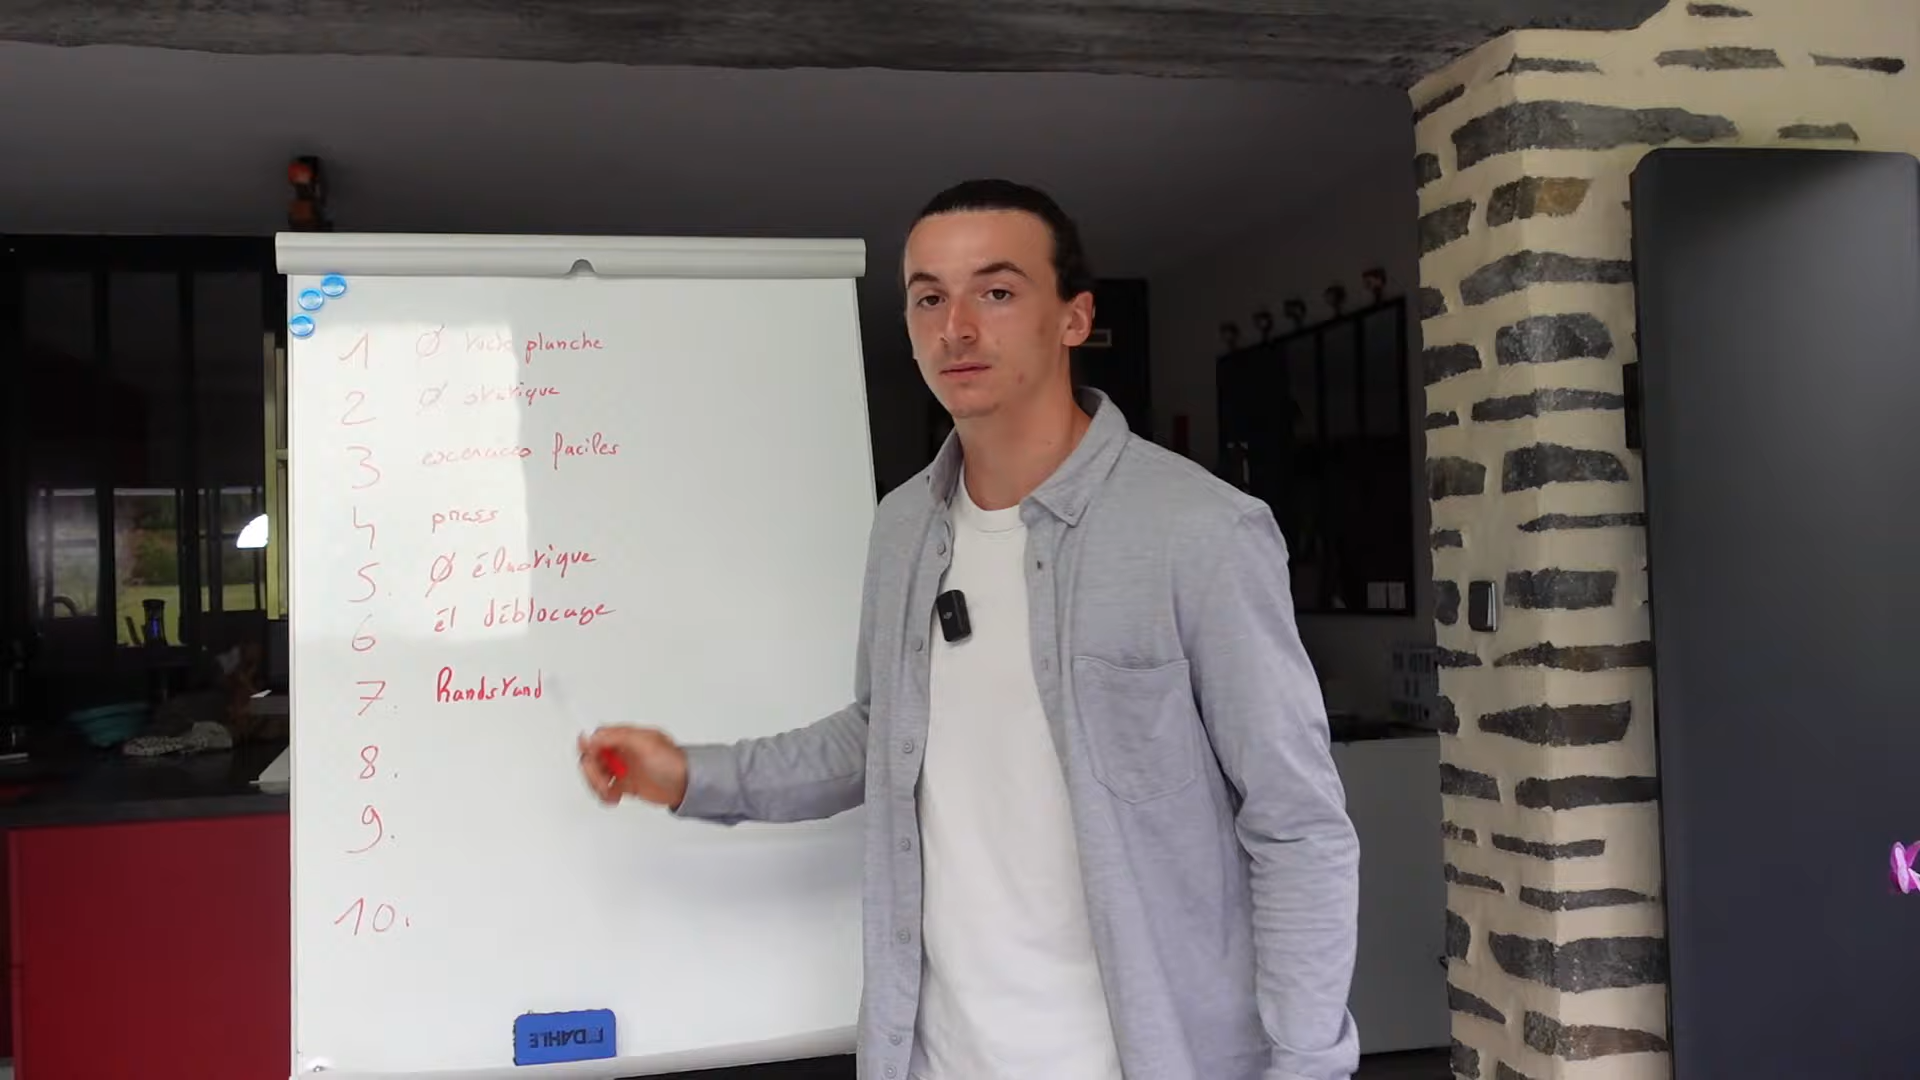 1. Ø tuck planche
2 Ø statique
3 exercices faciles
4 press
5. Ø élastique
6 él déblocage
7. handstand
8.
9.
10.
DAHLE